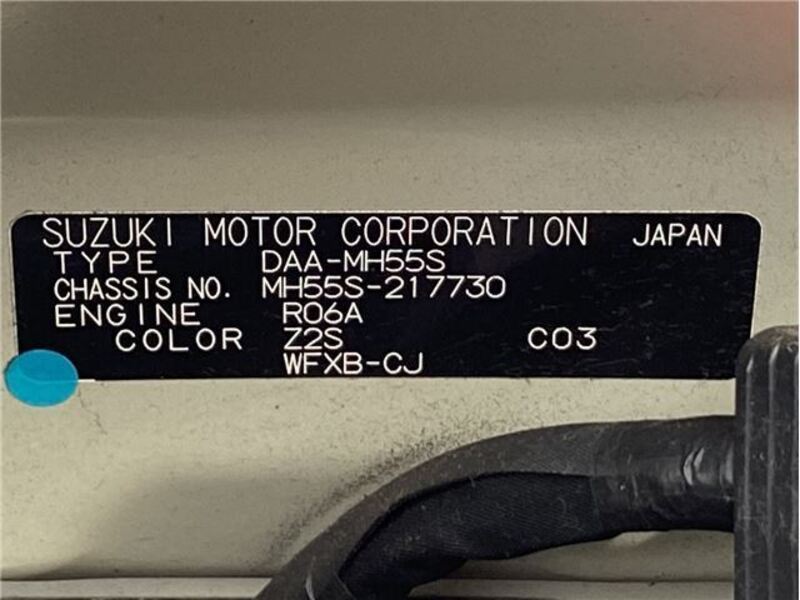 SUZUKI MOTOR CORPORATION JAPAN
TYPE DAA-MH55S
CHASSIS NO. MH55S-217730
ENGINE R06A
COLOR Z2S C03
WFXB-CJ